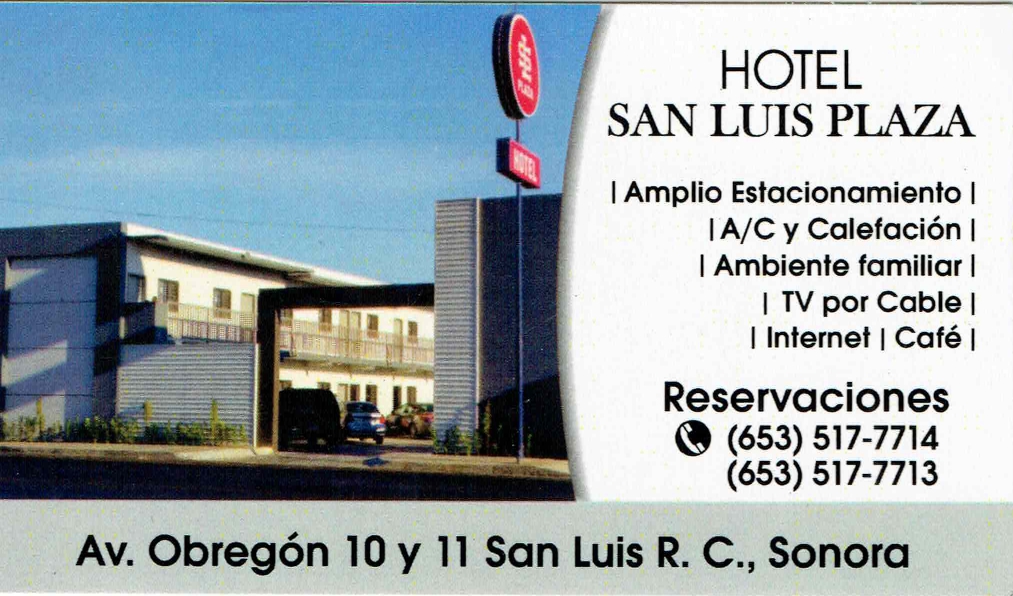 PLAZA
HOTEL
HOTEL
SAN LUIS PLAZA
| Amplio Estacionamiento |
| A/C y Calefación |
| Ambiente familiar |
| TV por Cable |
| Internet | Café |
Reservaciones
(653) 517-7714
(653) 517-7713
Av. Obregón 10 y 11 San Luis R. C., Sonora